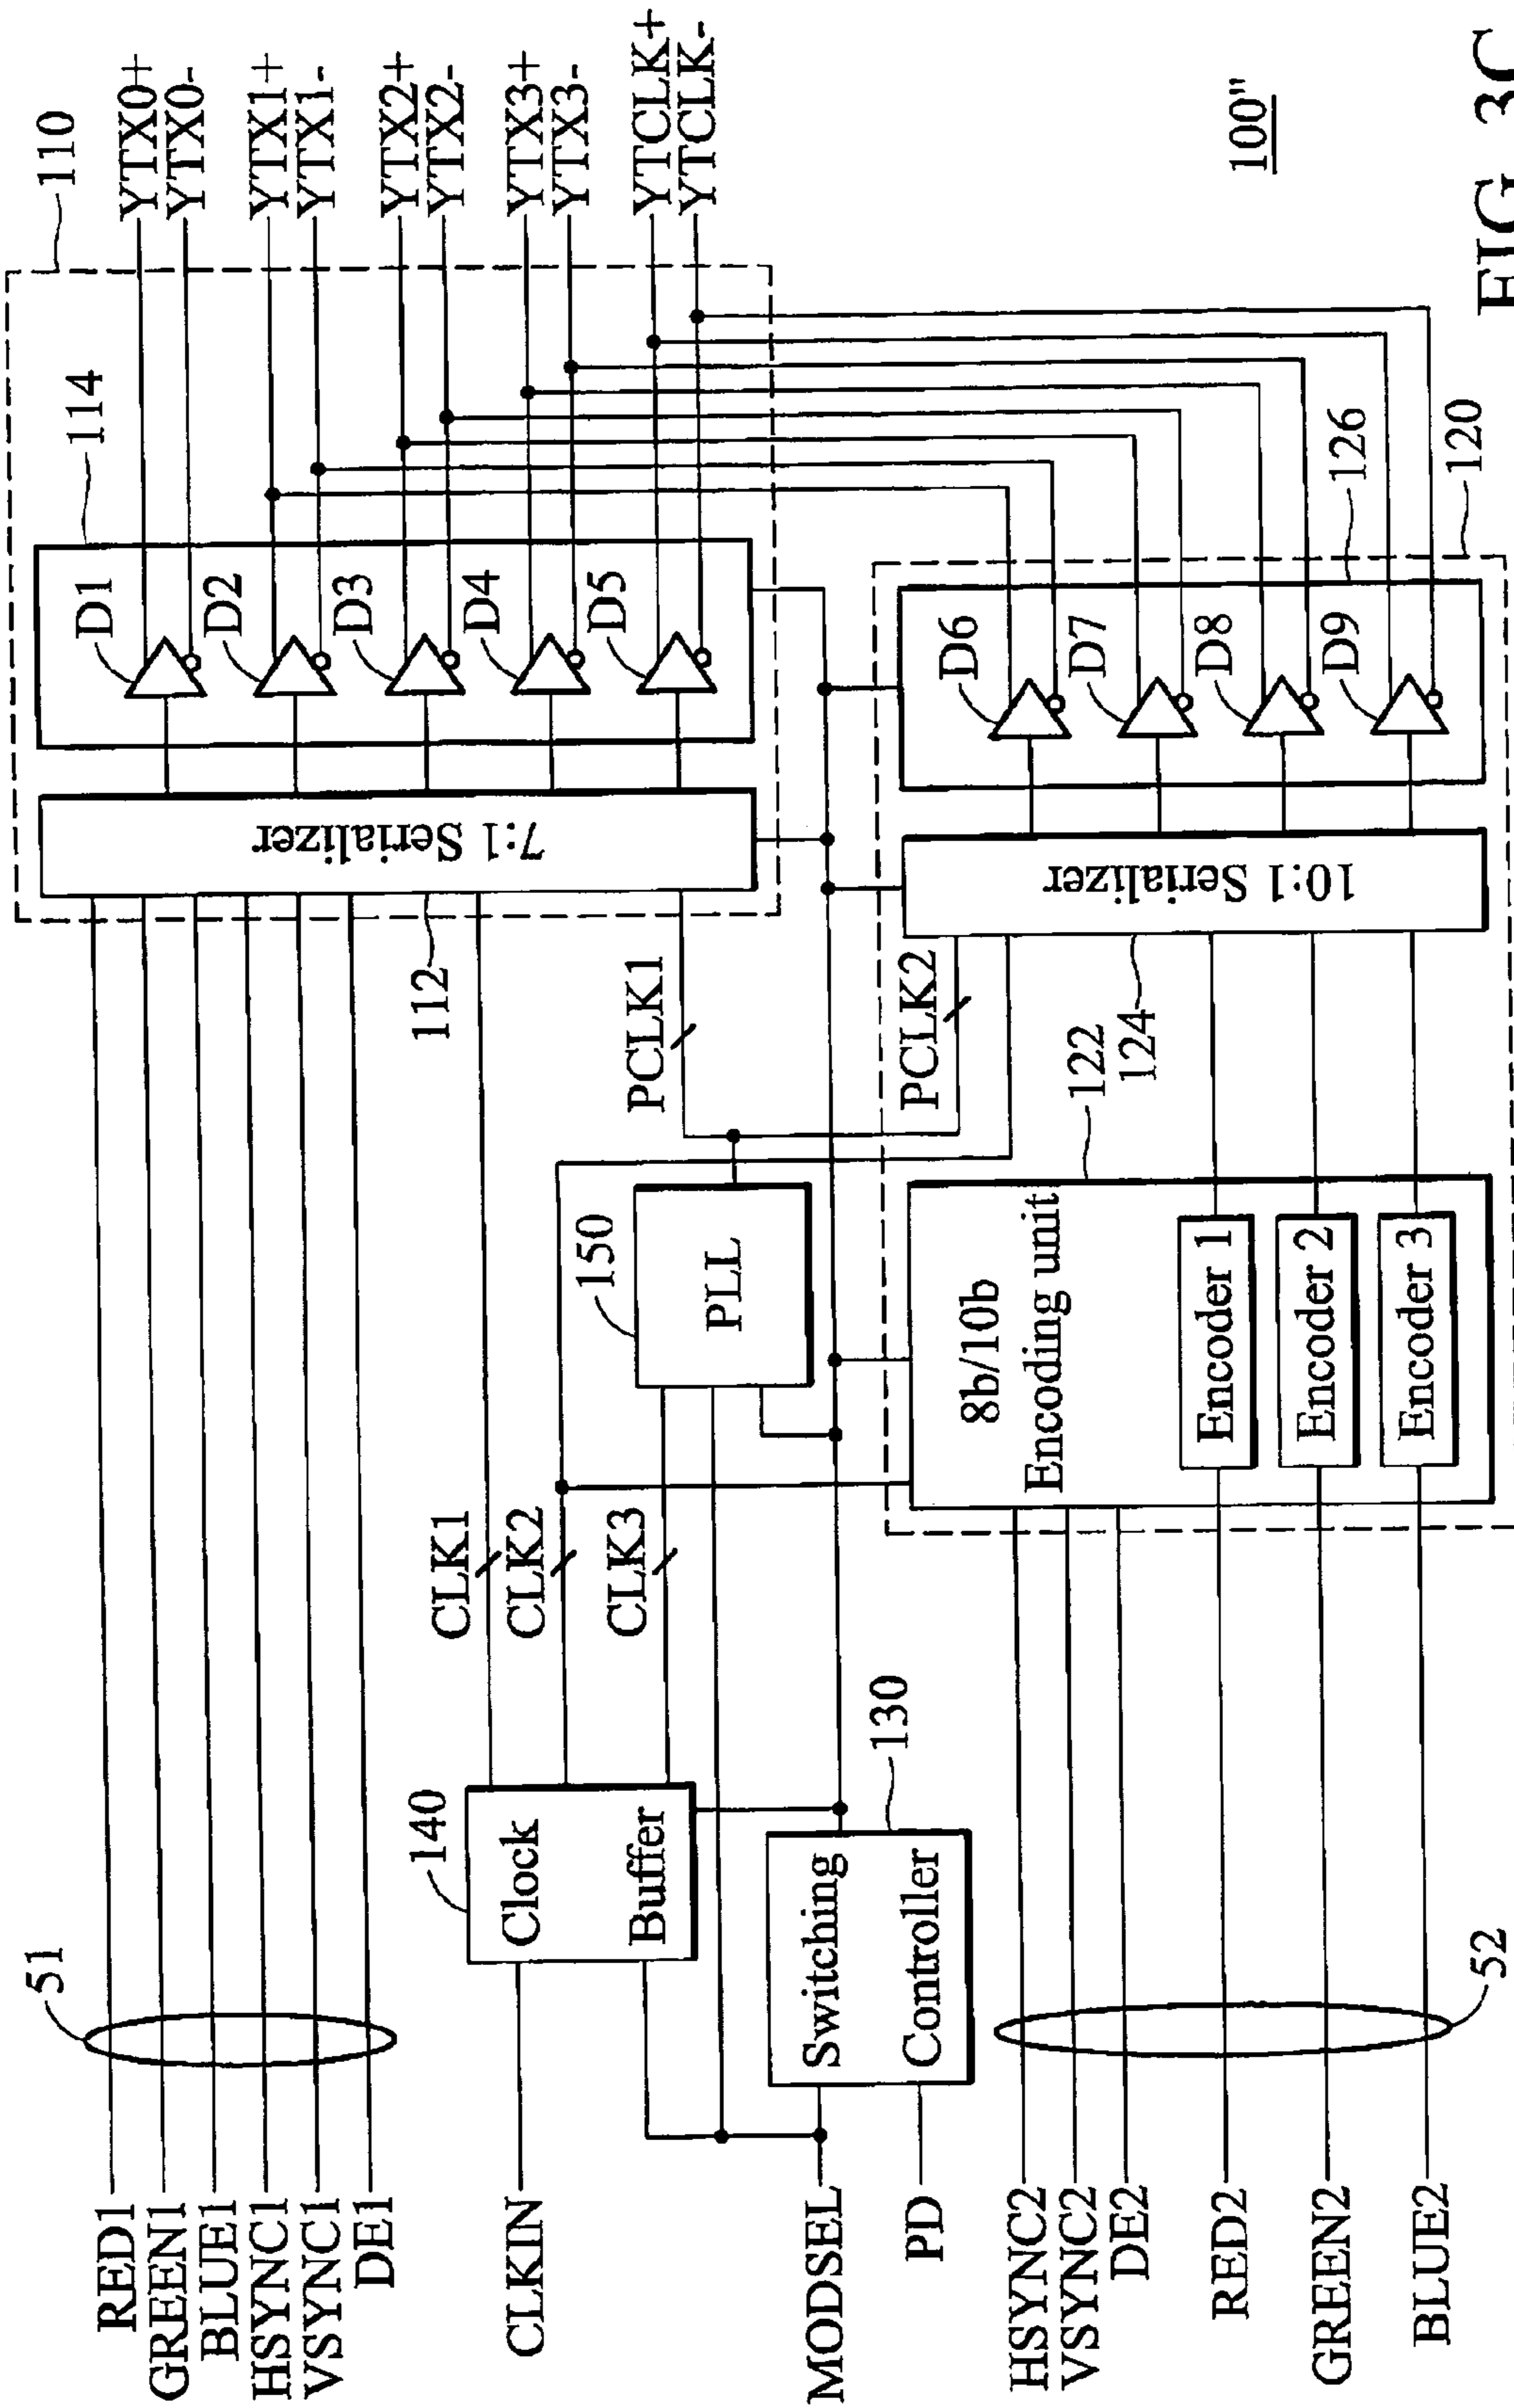 RED1
GREEN1
BLUE1
HSYNC1
VSYNC1
DE1
51
CLKIN
MODSEL
PD
HSYNC2
VSYNC2
DE2
RED2
GREEN2
BLUE2
52
140
Clock
Buffer
Switching
Controller
130
CLK1
CLK2
CLK3
150
PLL
8b/10b
Encoding unit
Encoder 1
Encoder 2
Encoder 3
122
124
PCLK1
PCLK2
112
7:1 Serializer
10:1 Serializer
114
D1
D2
D3
D4
D5
D6
D7
D8
D9
126
120
110
YTX0+
YTX0-
YTX1+
YTX1-
YTX2+
YTX2-
YTX3+
YTX3-
YTCLK+
YTCLK-
100"
FIG. 3C